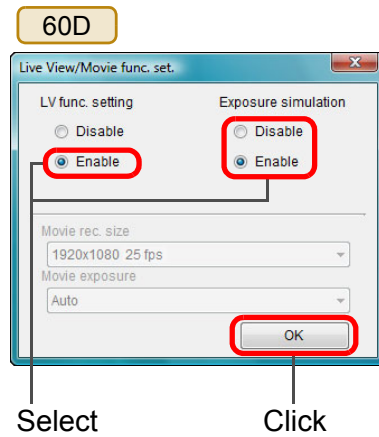 60D
Live View/Movie func. set.
LV func. setting Exposure simulation
Disable Disable
Enable Enable
Movie rec. size
1920x1080 25 fps
Movie exposure
Auto
OK
Select Click